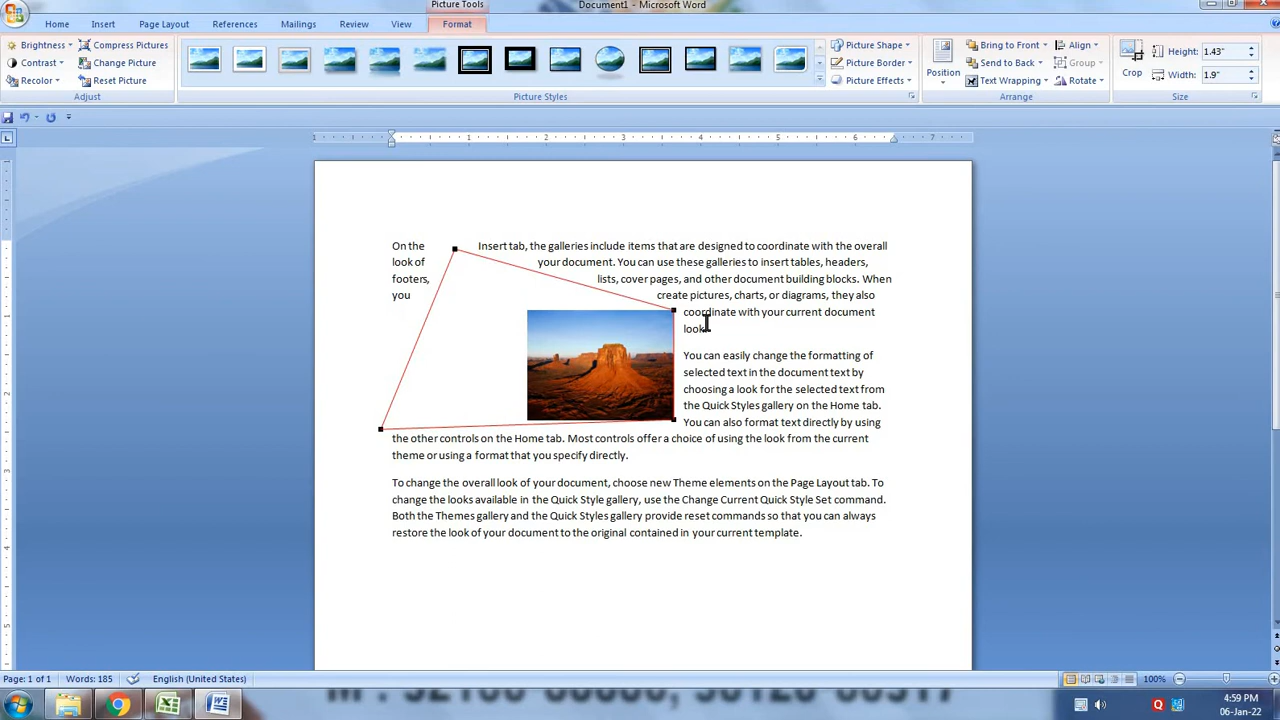 Picture Tools
Document1 - Microsoft Word
Home Insert Page Layout References Mailings Review View Format
Brightness Compress Pictures
Contrast Change Picture
Recolor Reset Picture
Adjust
Picture Styles
Picture Shape
Picture Border
Picture Effects
Position
Bring to Front
Send to Back
Text Wrapping
Align
Group
Rotate
Arrange
Crop
Height: 1.43"
Width: 1.9"
Size
1 2 3 4 5 6 7
On the Insert tab, the galleries include items that are designed to coordinate with the overall
look of your document. You can use these galleries to insert tables, headers,
footers, lists, cover pages, and other document building blocks. When
you create pictures, charts, or diagrams, they also
coordinate with your current document
look.
You can easily change the formatting of
selected text in the document text by
choosing a look for the selected text from
the Quick Styles gallery on the Home tab.
You can also format text directly by using
the other controls on the Home tab. Most controls offer a choice of using the look from the current
theme or using a format that you specify directly.
To change the overall look of your document, choose new Theme elements on the Page Layout tab. To
change the looks available in the Quick Style gallery, use the Change Current Quick Style Set command.
Both the Themes gallery and the Quick Styles gallery provide reset commands so that you can always
restore the look of your document to the original contained in your current template.
Page: 1 of 1 Words: 185 English (United States) 100%
4:59 PM
06-Jan-22